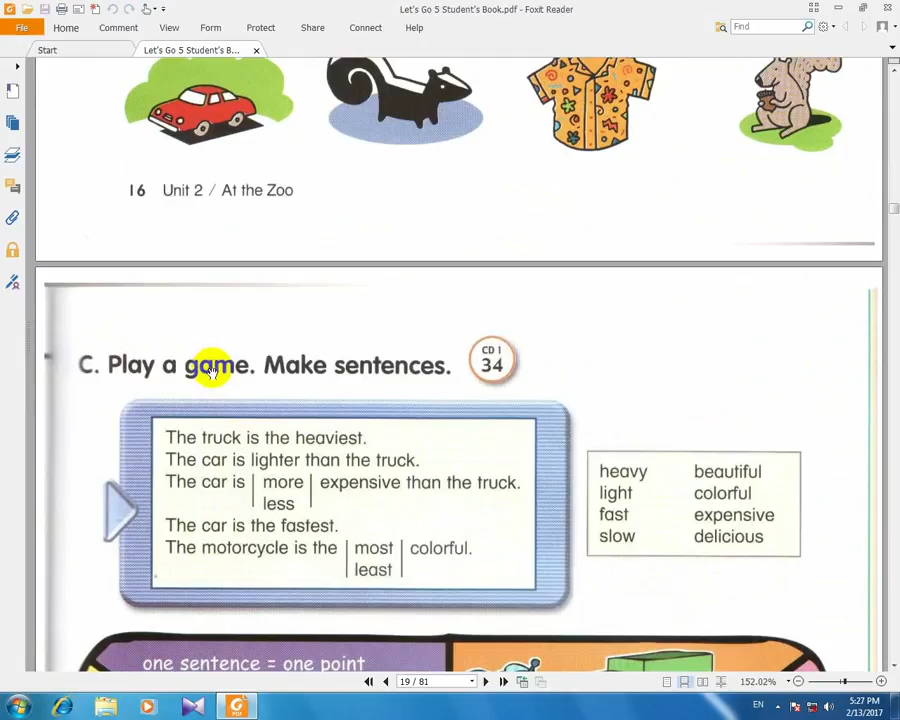 Let's Go 5 Student's Book.pdf - Foxit Reader
File Home Comment View Form Protect Share Connect Help Find
Start Let's Go 5 Student's B...
16 Unit 2 / At the Zoo
C. Play a game. Make sentences. CD 1 34
The truck is the heaviest.
The car is lighter than the truck.
The car is more expensive than the truck.
less
The car is the fastest.
The motorcycle is the most colorful.
least
heavy beautiful
light colorful
fast expensive
slow delicious
one sentence = one point
19 / 81 152.02%
EN 5:27 PM
2/13/2017